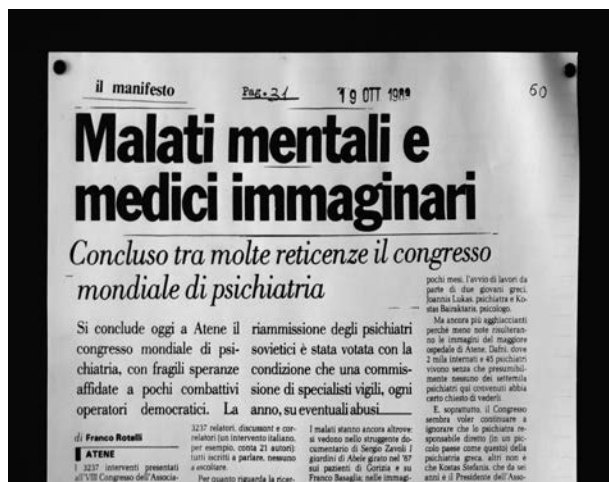 il manifesto
Pag. 31
19 OTT 1989
60
Malati mentali e
medici immaginari
Concluso tra molte reticenze il congresso
mondiale di psichiatria
Si conclude oggi a Atene il
congresso mondiale di psi-
chiatria, con fragili speranze
affidate a pochi combattivi
operatori democratici. La
riammissione degli psichiatri
sovietici è stata votata con la
condizione che una commis-
sione di specialisti vigili, ogni
anno, su eventuali abusi
di Franco Rotelli
ATENE
I 3237 interventi presentati
all'VIII Congresso dell'Associa-
3237 relatori, discussant e cor-
relatori (un intervento italiano,
per esempio, conta 21 autori):
tutti iscritti a parlare, nessuno
a ascoltare.
Per quanto riguarda la ricer-
I malati stanno ancora altrove:
si vedono nello struggente do-
cumentario di Sergio Zavoli I
giardini di Abele girato nel '67
sui pazienti di Gorizia e su
Franco Basaglia; nelle immagi-
pochi mesi, l'avvio di lavori da
parte di due giovani greci,
Joannis Lukas, psichiatra e Ko-
stas Bairaktaris, psicologo.
Ma ancora più agghiaccianti
perché meno note risulteran-
no le immagini del maggiore
ospedale di Atene, Dafni, dove
2 mila internati e 45 psichiatri
vivono senza che presumibil-
mente nessuno dei settemila
psichiatri qui convenuti abbia
certo chiesto di vederli.
E, soprattutto, il Congresso
sembra voler continuare a
ignorare che lo psichiatra re-
sponsabile diretto (in un pic-
colo paese come questo) della
psichiatria greca, altri non è
che Kostas Stefanis, che da sei
anni è il Presidente dell'Asso-